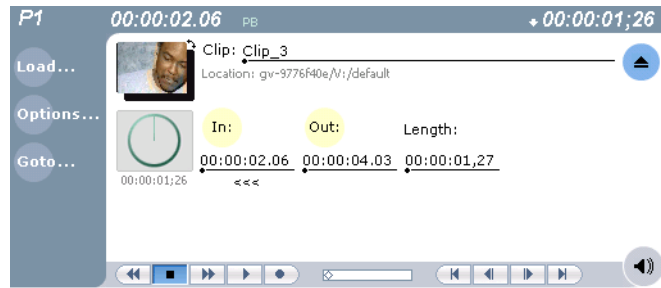 P1 00:00:02.06 PB 00:00:01;26
Load...
Clip: Clip_3
Location: gv-9776f40e/V:/default
Options...
In: Out: Length:
Goto...
00:00:02.06 00:00:04.03 00:00:01,27
00:00:01;26 <<<